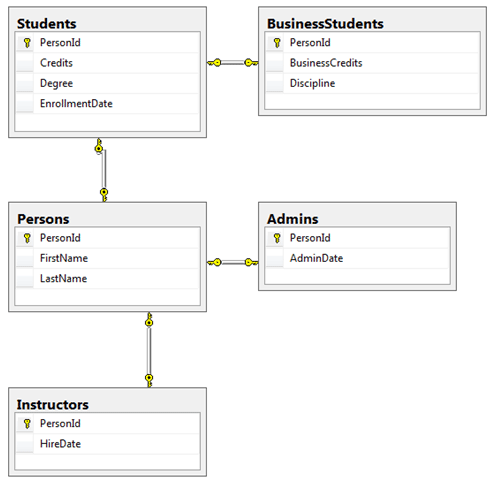 Students
PersonId
Credits
Degree
EnrollmentDate
BusinessStudents
PersonId
BusinessCredits
Discipline
Persons
PersonId
FirstName
LastName
Admins
PersonId
AdminDate
Instructors
PersonId
HireDate